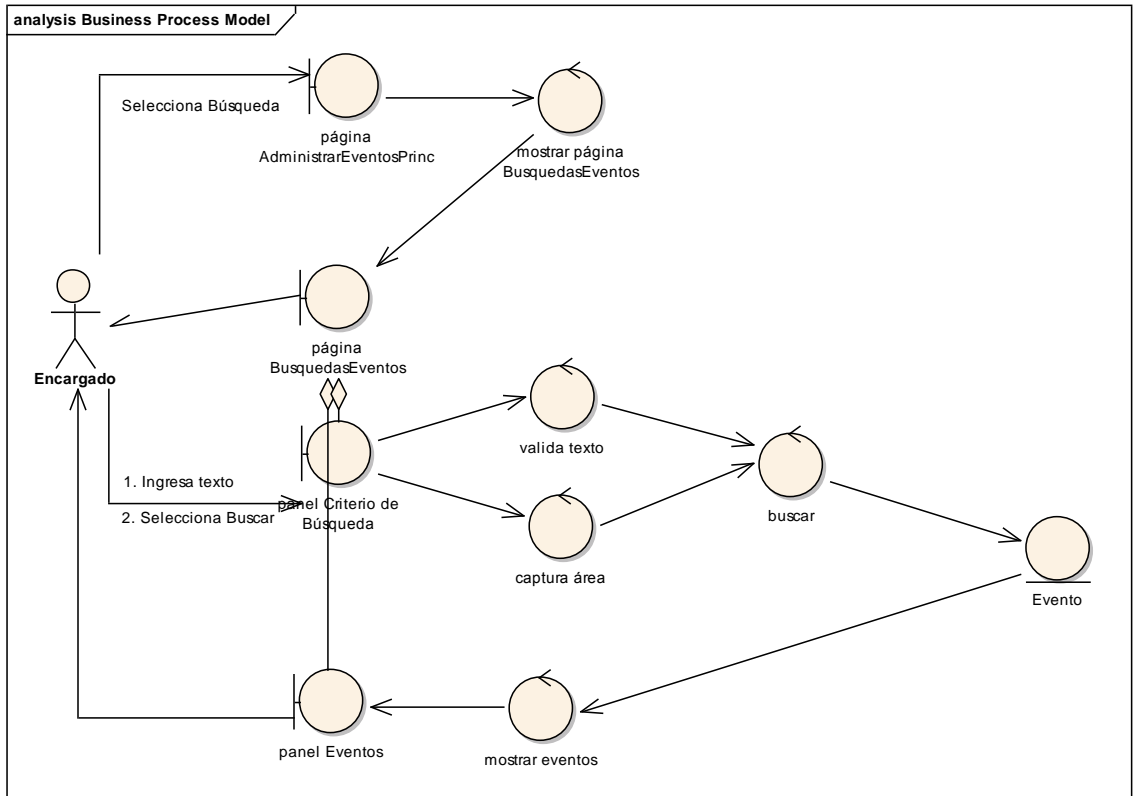 analysis Business Process Model
Selecciona Búsqueda
página
AdministrarEventosPrinc
mostrar página
BusquedasEventos
página
BusquedasEventos
Encargado
valida texto
1. Ingresa texto
2. Selecciona Buscar
panel Criterio de
Búsqueda
buscar
captura área
Evento
panel Eventos
mostrar eventos